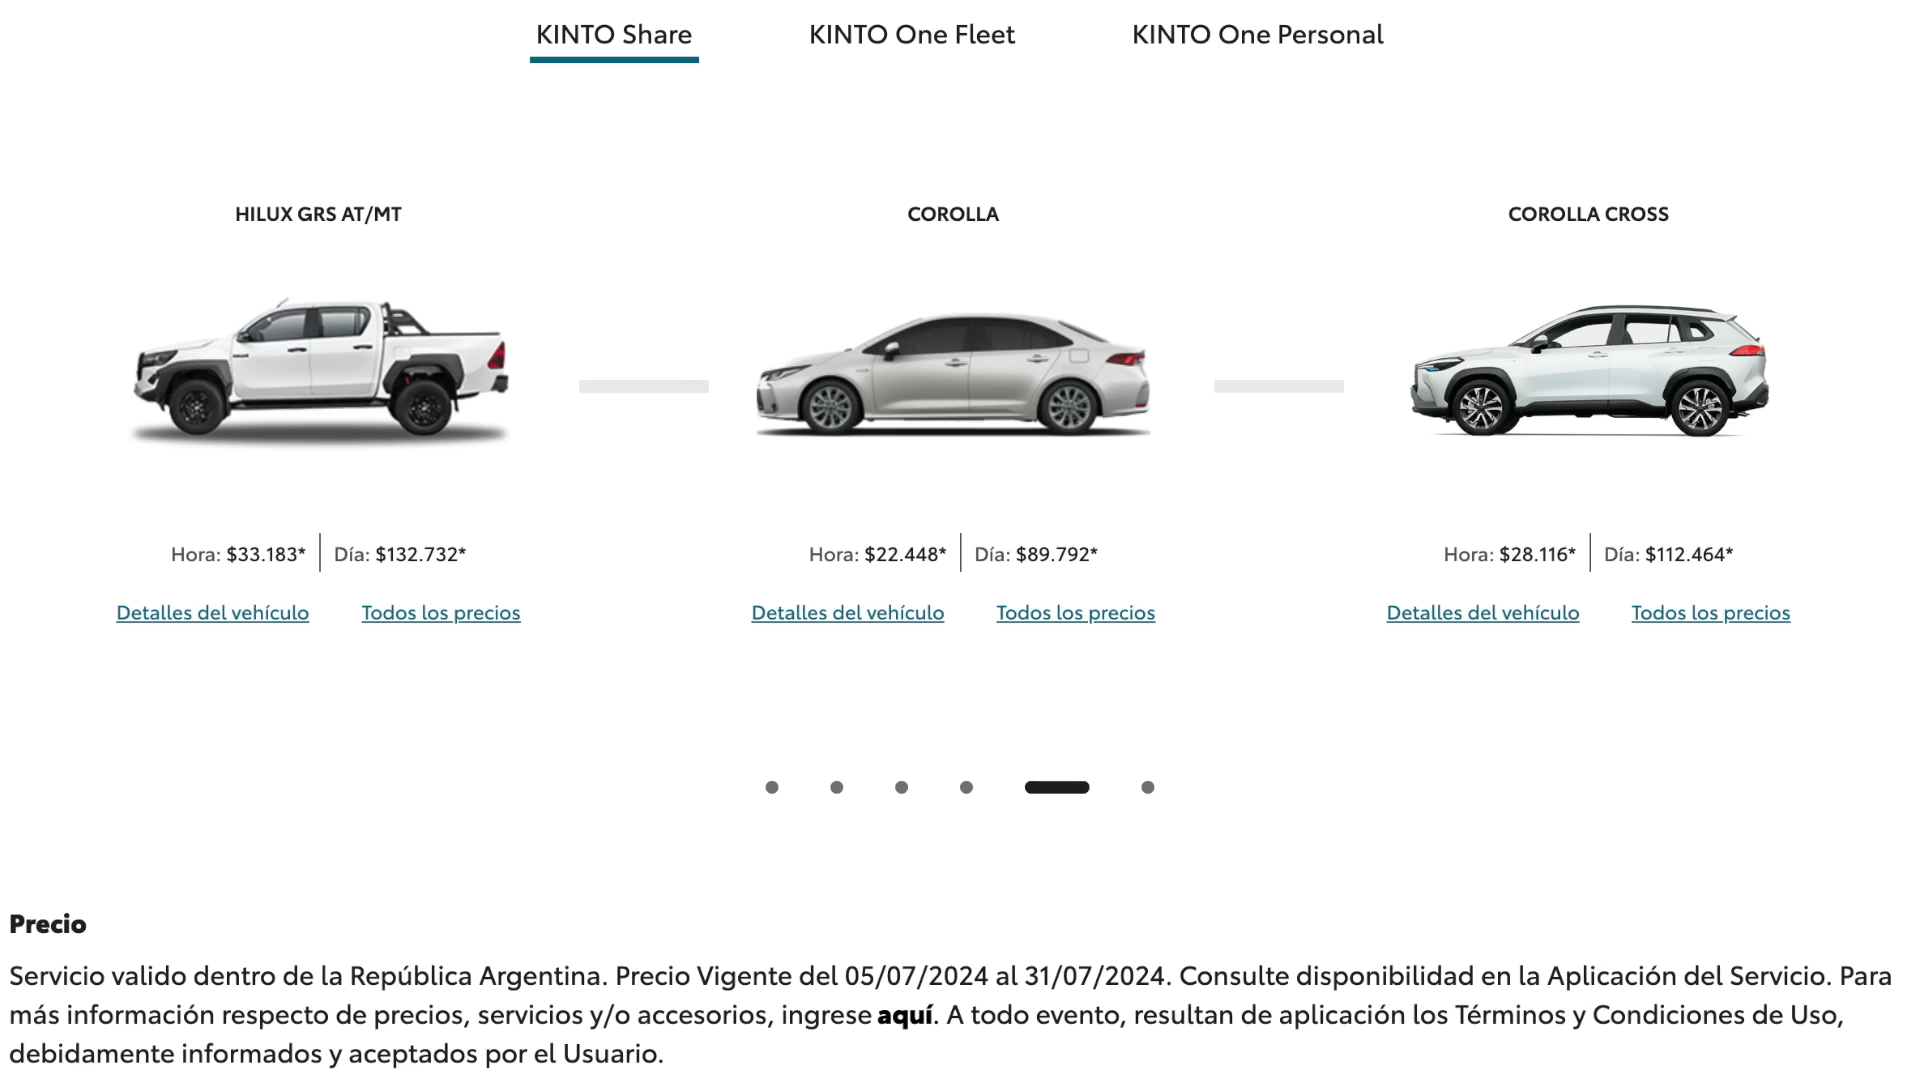 KINTO Share
KINTO One Fleet
KINTO One Personal
HILUX GRS AT/MT
COROLLA
COROLLA CROSS
Hora: $33.183*
Día: $132.732*
Hora: $22.448*
Día: $89.792*
Hora: $28.116*
Día: $112.464*
Detalles del vehículo
Todos los precios
Detalles del vehículo
Todos los precios
Detalles del vehículo
Todos los precios
Precio
Servicio valido dentro de la República Argentina. Precio Vigente del 05/07/2024 al 31/07/2024. Consulte disponibilidad en la Aplicación del Servicio. Para
más información respecto de precios, servicios y/o accesorios, ingrese aquí. A todo evento, resultan de aplicación los Términos y Condiciones de Uso,
debidamente informados y aceptados por el Usuario.